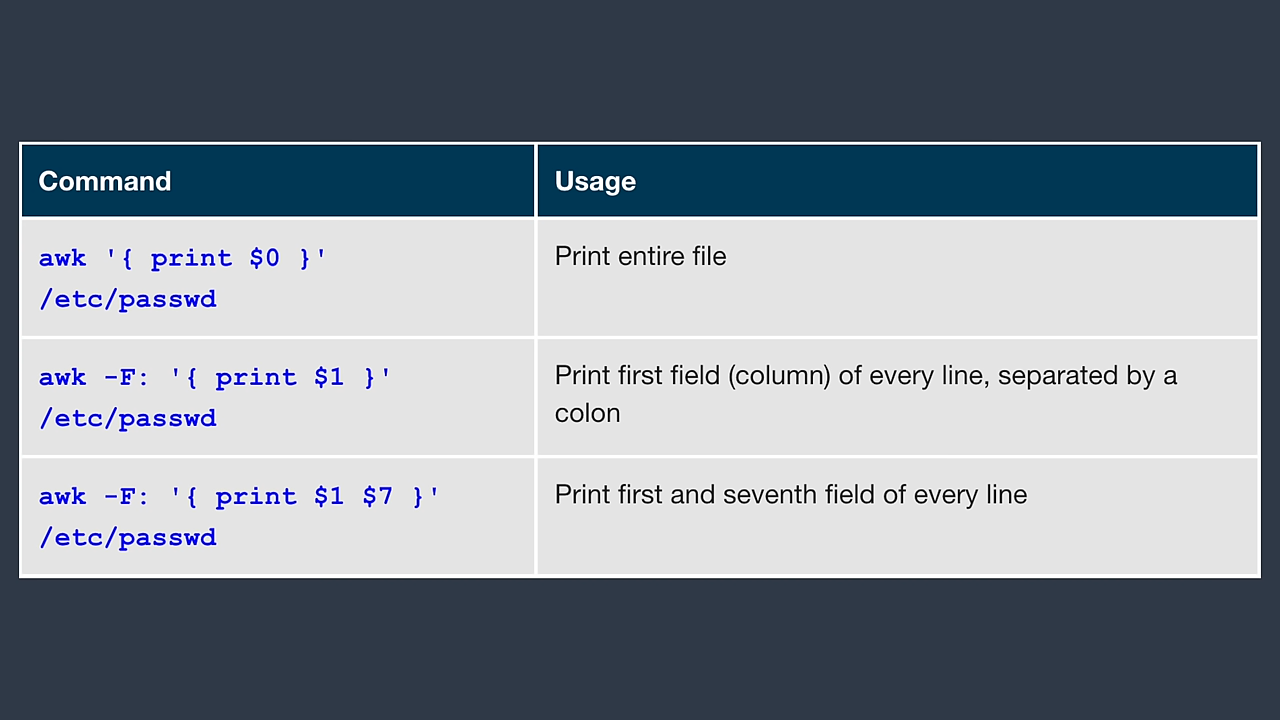 Command
Usage
awk '{ print $0 }'
/etc/passwd
Print entire file
awk -F: '{ print $1 }'
/etc/passwd
Print first field (column) of every line, separated by a
colon
awk -F: '{ print $1 $7 }'
/etc/passwd
Print first and seventh field of every line